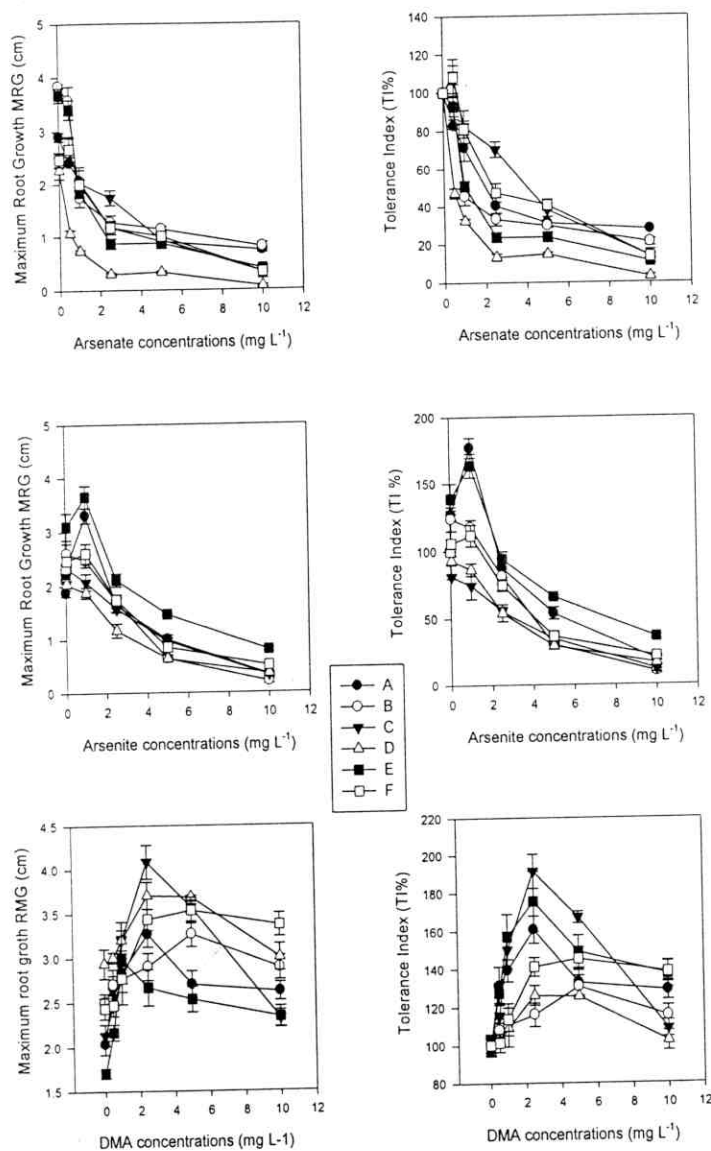 Maximum Root Growth MRG (cm)
5
4
3
2
1
0
0 2 4 6 8 10 12
Arsenate concentrations (mg L-1)
Tolerance Index (TI%)
140
120
100
80
60
40
20
0
0 2 4 6 8 10 12
Arsenate concentrations (mg L-1)
Maximum Root Growth MRG (cm)
5
4
3
2
1
0
0 2 4 6 8 10 12
Arsenite concentrations (mg L-1)
Tolerance Index (TI %)
200
150
100
50
0
0 2 4 6 8 10 12
Arsenite concentrations (mg L-1)
A
B
C
D
E
F
Maximum root groth RMG (cm)
4.5
4.0
3.5
3.0
2.5
2.0
1.5
0 2 4 6 8 10 12
DMA concentrations (mg L-1)
Tolerance Index (TI%)
220
200
180
160
140
120
100
80
0 2 4 6 8 10 12
DMA concentrations (mg L-1)